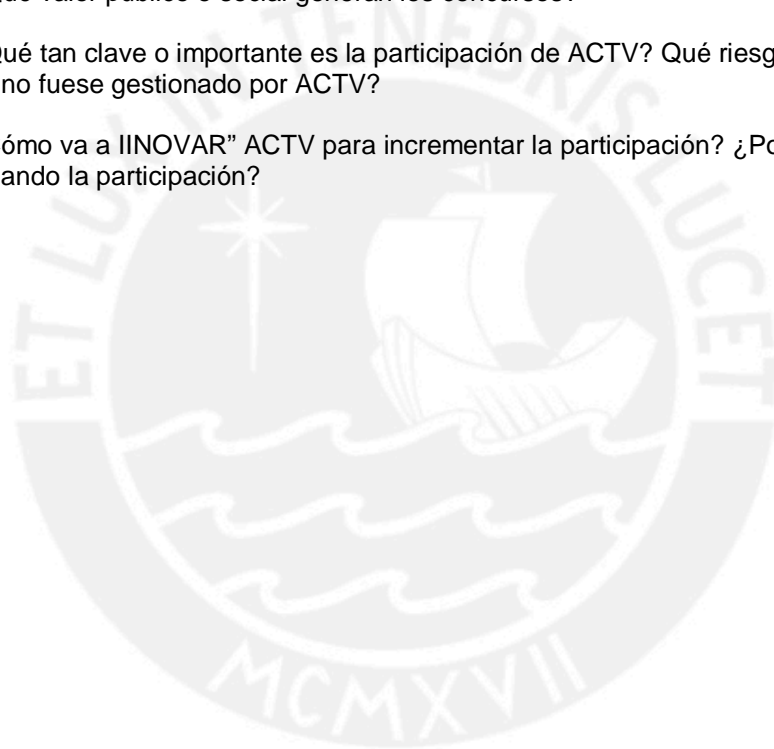 valor público o social generan los concursos?
ué tan clave o importante es la participación de ACTV? Qué riesg
no fuese gestionado por ACTV?
ómo va a IINOVAR” ACTV para incrementar la participación? ¿Po
ando la participación?
ET LUX IN TENEBRIS LUCET
MCMXVII